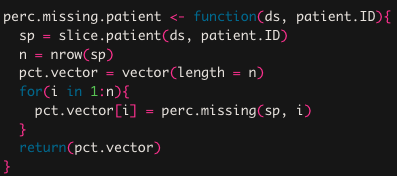 perc.missing.patient <- function(ds, patient.ID){
  sp = slice.patient(ds, patient.ID)
  n = nrow(sp)
  pct.vector = vector(length = n)
  for(i in 1:n){
    pct.vector[i] = perc.missing(sp, i)
  }
  return(pct.vector)
}